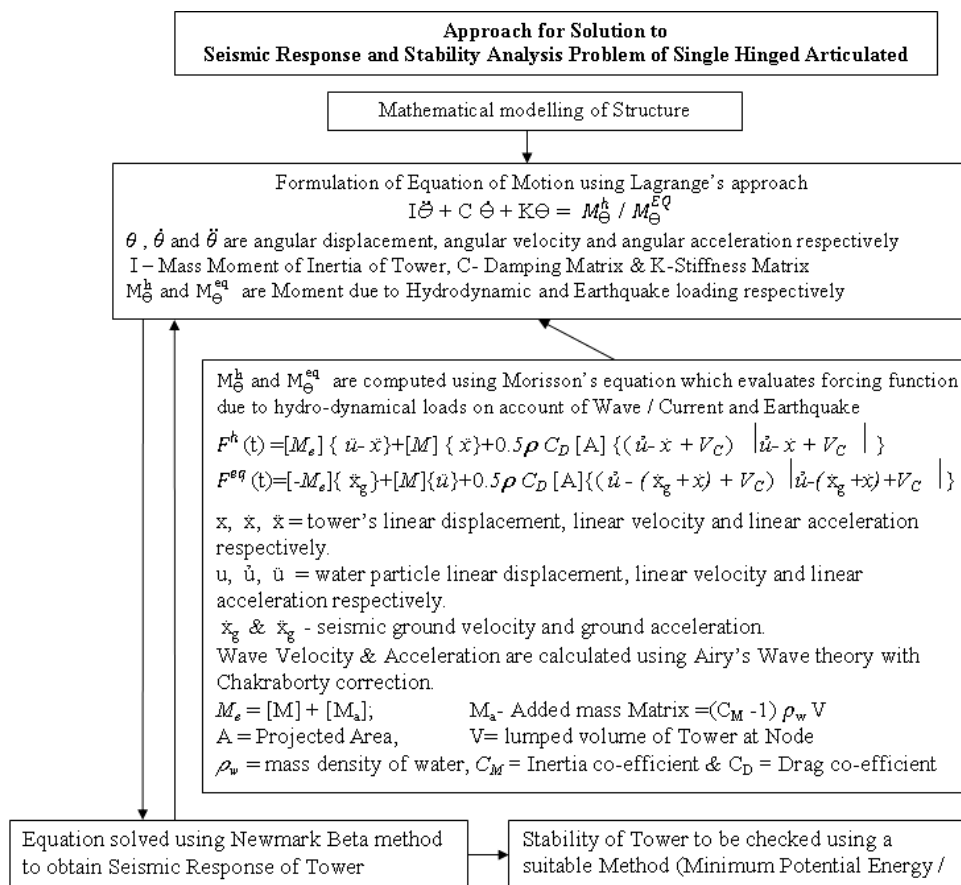 Approach for Solution to
Seismic Response and Stability Analysis Problem of Single Hinged Articulated
Mathematical modelling of Structure
Formulation of Equation of Motion using Lagrange's approach
IΘ̈ + C Θ̇ + KΘ = M_Θ^h / M_Θ^EQ
θ , θ̇ and θ̈ are angular displacement, angular velocity and angular acceleration respectively
I – Mass Moment of Inertia of Tower, C- Damping Matrix & K-Stiffness Matrix
M_Θ^h and M_Θ^eq are Moment due to Hydrodynamic and Earthquake loading respectively
M_Θ^h and M_Θ^eq are computed using Morisson's equation which evaluates forcing function
due to hydro-dynamical loads on account of Wave / Current and Earthquake
F^h (t) =[M_e] { ü- ẍ}+[M] { ẍ}+0.5ρ C_D [A] {(u̇- ẋ + V_C) |u̇- ẋ + V_C | }
F^eq (t)=[-M_e]{ ẍ_g}+[M]{ü}+0.5ρ C_D [A]{(u̇ - (ẋ_g +ẋ) + V_C) |u̇-(ẋ_g +ẋ)+V_C |}
x, ẋ, ẍ = tower's linear displacement, linear velocity and linear acceleration
respectively.
u, u̇, ü = water particle linear displacement, linear velocity and linear
acceleration respectively.
ẋ_g & ẍ_g - seismic ground velocity and ground acceleration.
Wave Velocity & Acceleration are calculated using Airy's Wave theory with
Chakraborty correction.
M_e = [M] + [M_a]; M_a- Added mass Matrix =(C_M -1) ρ_w V
A = Projected Area, V= lumped volume of Tower at Node
ρ_w = mass density of water, C_M = Inertia co-efficient & C_D = Drag co-efficient
Equation solved using Newmark Beta method
to obtain Seismic Response of Tower
Stability of Tower to be checked using a
suitable Method (Minimum Potential Energy /